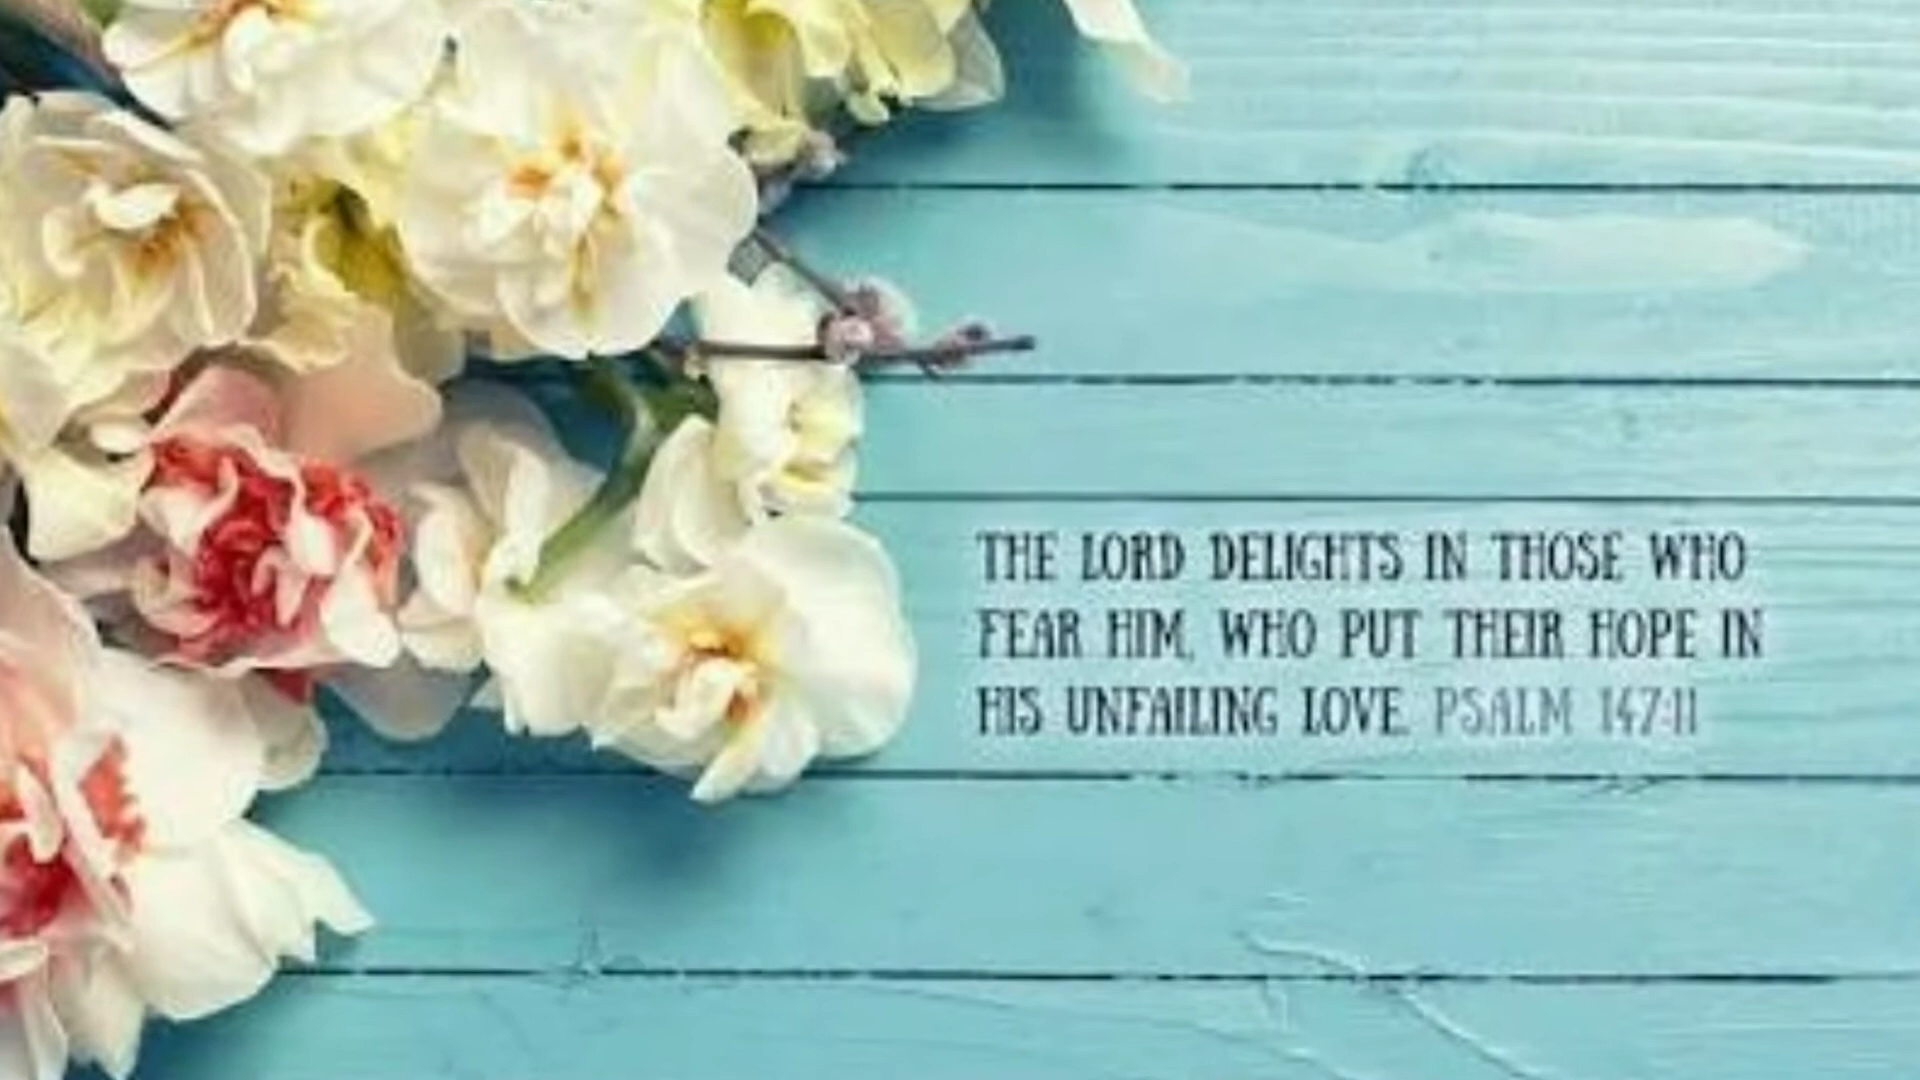 THE LORD DELIGHTS IN THOSE WHO
FEAR HIM, WHO PUT THEIR HOPE IN
HIS UNFAILING LOVE. PSALM 147:11